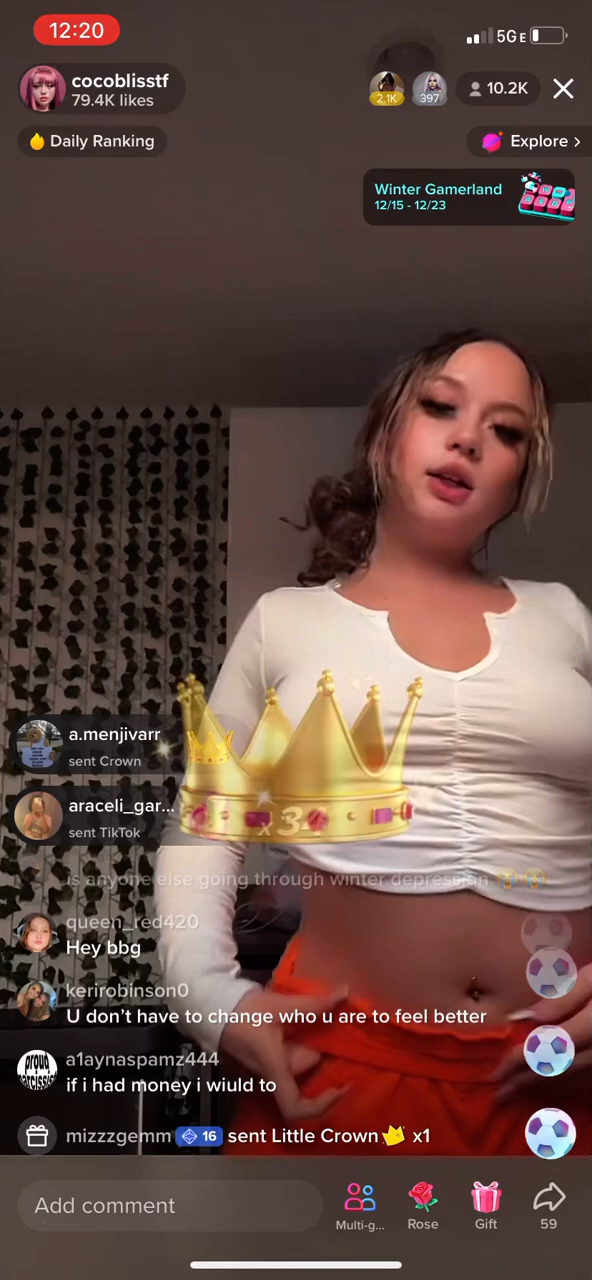 12:20
5GE
cocoblisstf
79.4K likes
2.1K
397
10.2K
Daily Ranking
Explore >
Winter Gamerland
12/15 - 12/23
a.menjivarr
sent Crown
araceli_gar...
sent TikTok
is anyone else going through winter depression
queen_red420
Hey bbg
kerirobinson0
U don't have to change who u are to feel better
proud
a1aynaspamz444
if i had money i wiuld to
mizzzgemm 16 sent Little Crown x1
Add comment
Multi-g...
Rose
Gift
59